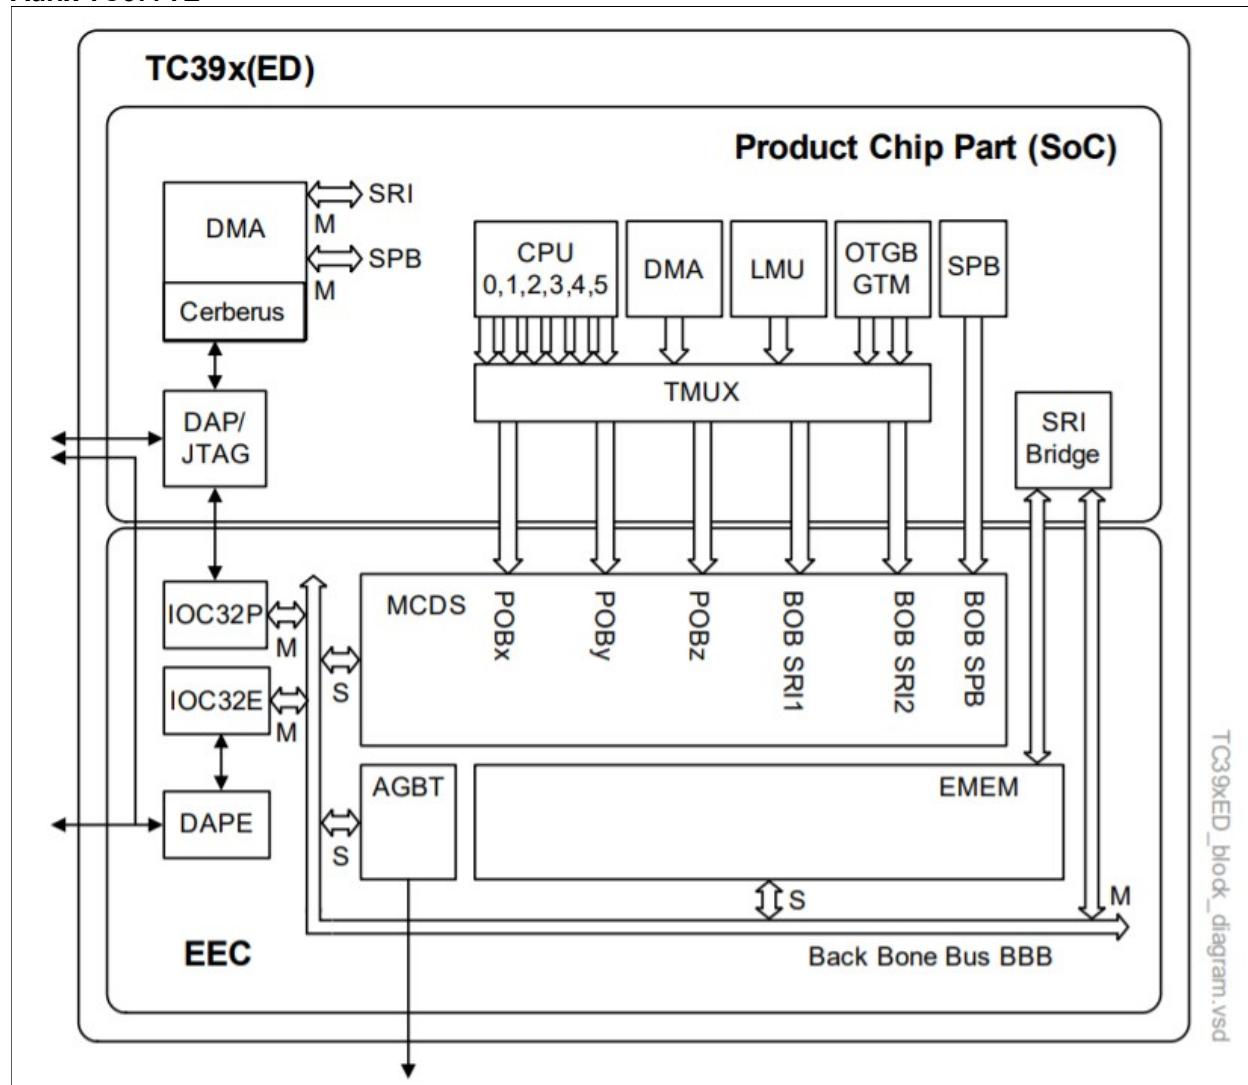 TC39x(ED)
Product Chip Part (SoC)
DMA
Cerberus
SRI
M
SPB
M
CPU
0,1,2,3,4,5
DMA
LMU
OTGB
GTM
SPB
TMUX
DAP/
JTAG
SRI
Bridge
IOC32P
M
IOC32E
M
DAPE
MCDS
POBx
POBy
POBz
BOB SRI1
BOB SRI2
BOB SPB
S
AGBT
S
EMEM
S
M
Back Bone Bus BBB
EEC
TC39xED_block_diagram.vsd